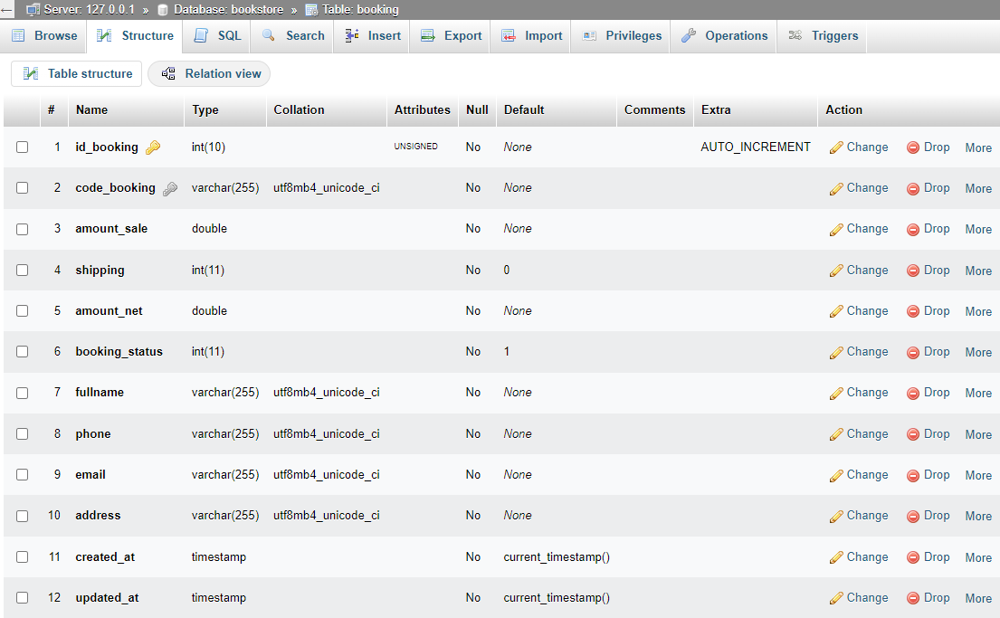 ← Server: 127.0.0.1 » Database: bookstore » Table: booking
Browse Structure SQL Search Insert Export Import Privileges Operations Triggers
Table structure Relation view
# Name Type Collation Attributes Null Default Comments Extra Action
1 id_booking int(10) UNSIGNED No None AUTO_INCREMENT Change Drop More
2 code_booking varchar(255) utf8mb4_unicode_ci No None Change Drop More
3 amount_sale double No None Change Drop More
4 shipping int(11) No 0 Change Drop More
5 amount_net double No None Change Drop More
6 booking_status int(11) No 1 Change Drop More
7 fullname varchar(255) utf8mb4_unicode_ci No None Change Drop More
8 phone varchar(255) utf8mb4_unicode_ci No None Change Drop More
9 email varchar(255) utf8mb4_unicode_ci No None Change Drop More
10 address varchar(255) utf8mb4_unicode_ci No None Change Drop More
11 created_at timestamp No current_timestamp() Change Drop More
12 updated_at timestamp No current_timestamp() Change Drop More